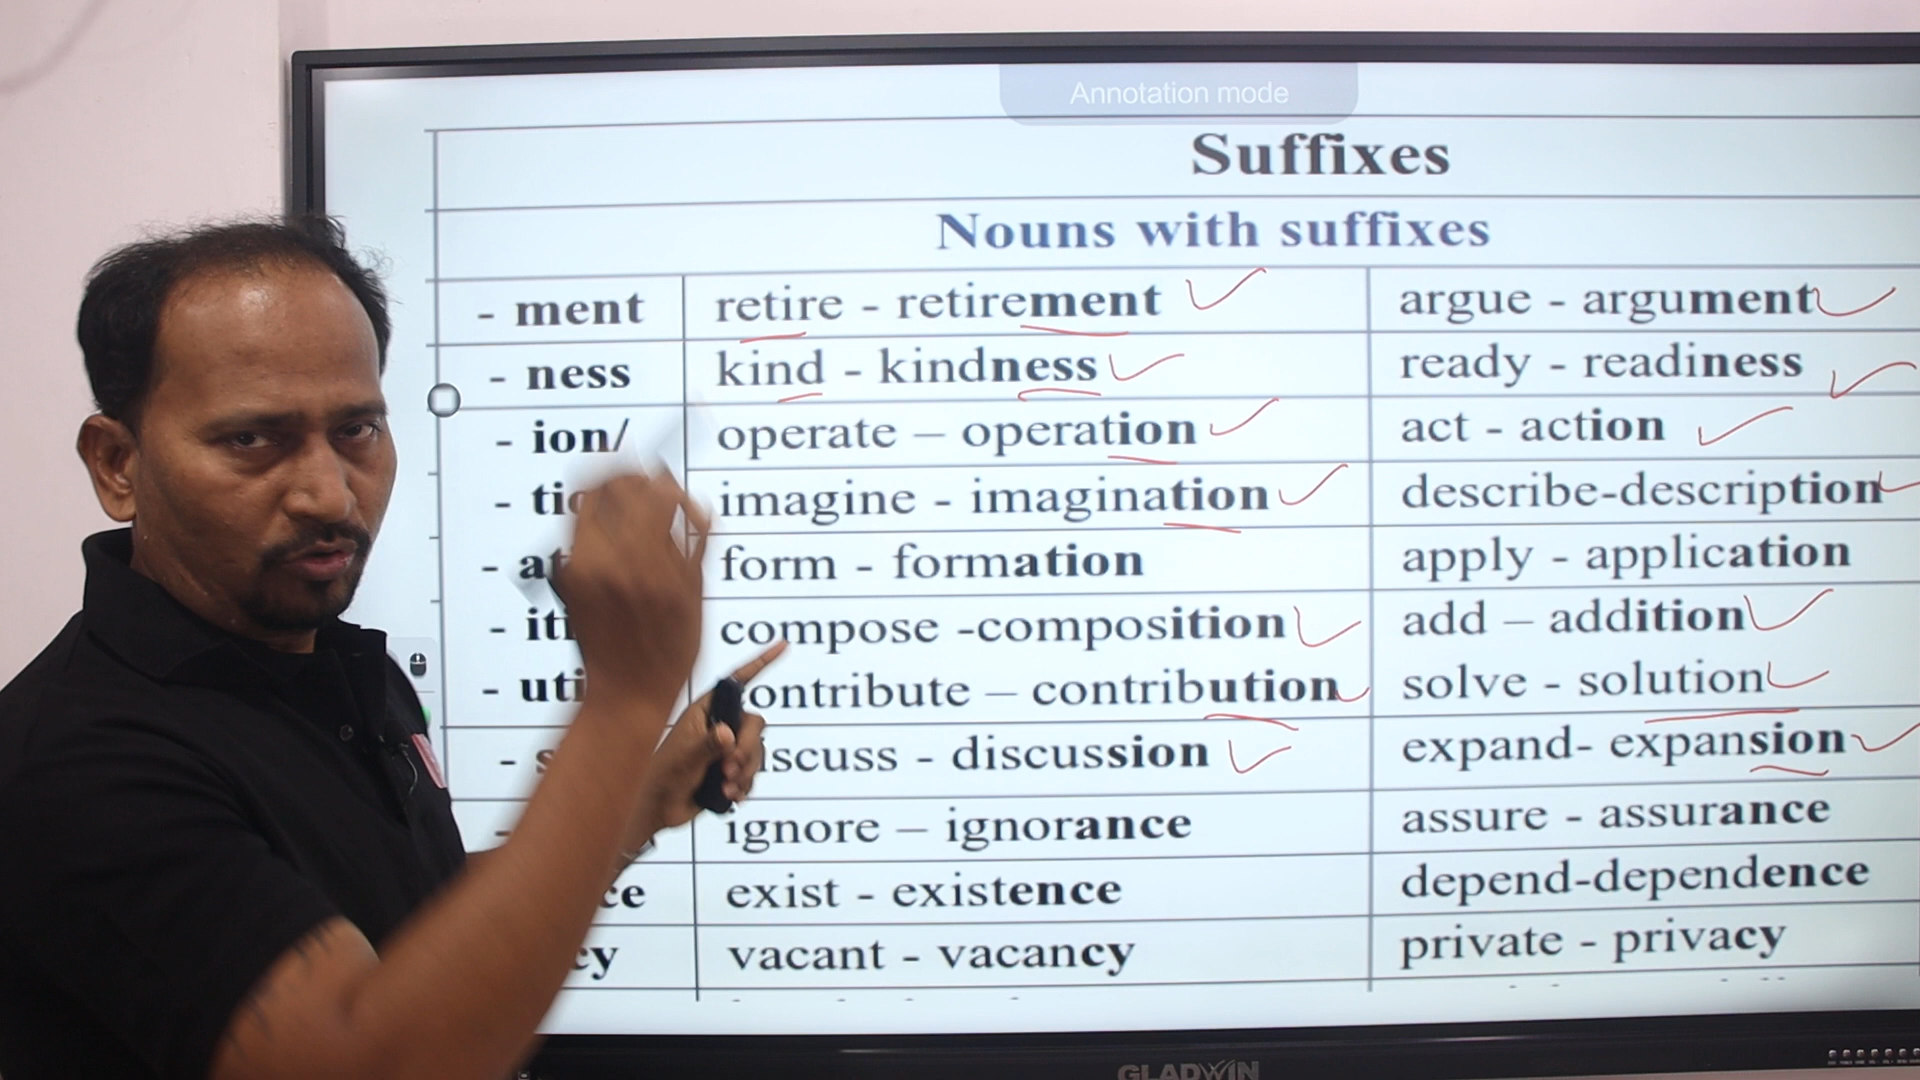 Annotation mode
Suffixes
Nouns with suffixes
- ment retire - retirement argue - argument
- ness kind - kindness ready - readiness
- ion/ operate – operation act - action
imagine - imagination describe-description
form - formation apply - application
compose -composition add – addition
contribute – contribution solve - solution
discuss - discussion expand- expansion
ignore – ignorance assure - assurance
exist - existence depend-dependence
vacant - vacancy private - privacy
GLADWIN